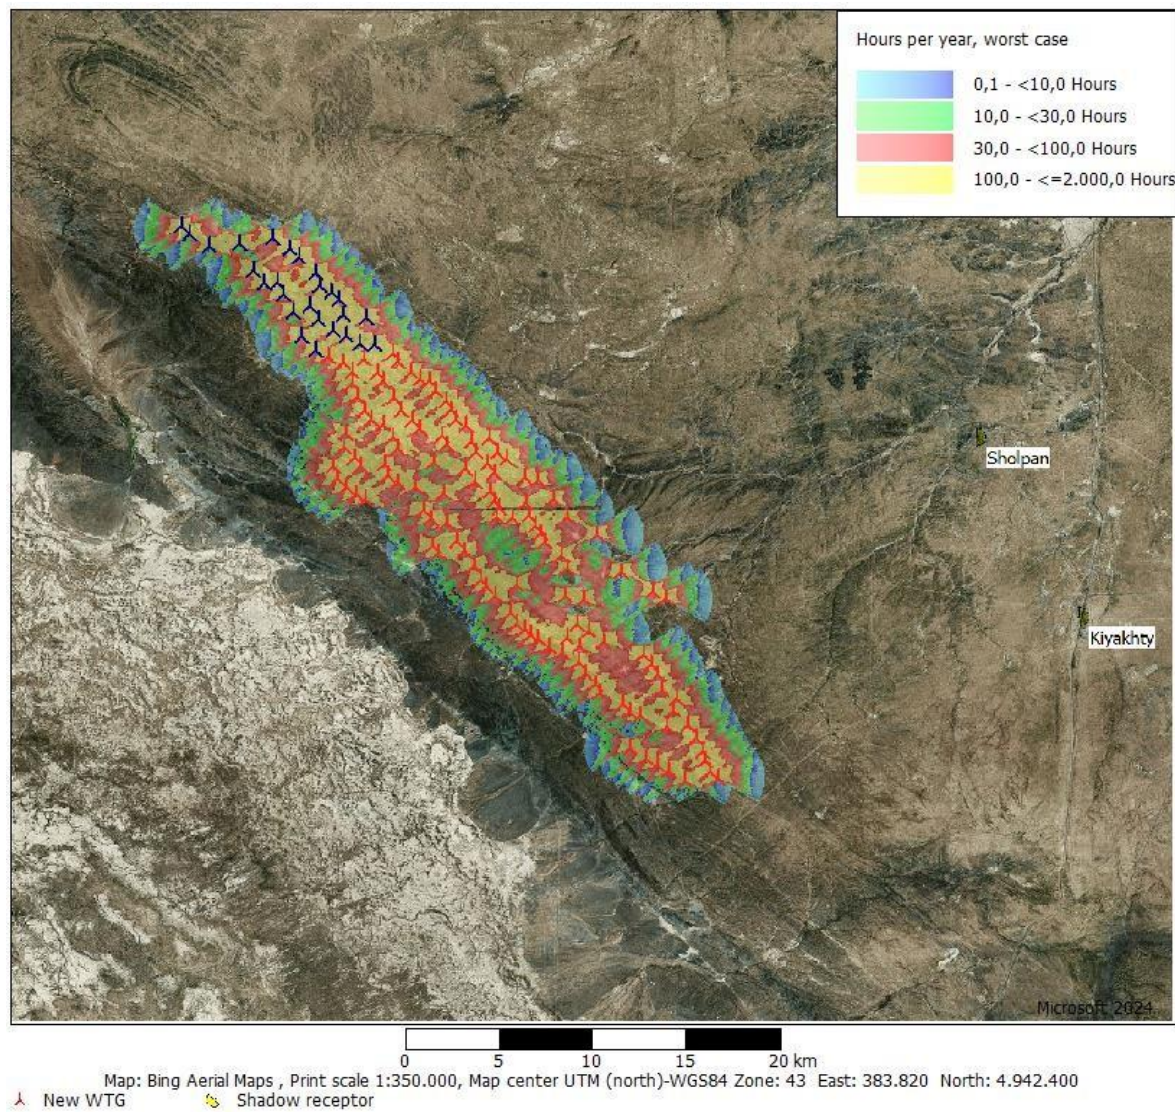 Hours per year, worst case
0,1 - <10,0 Hours
10,0 - <30,0 Hours
30,0 - <100,0 Hours
100,0 - <=2.000,0 Hours
Sholpan
Kiyakhty
Microsoft 2024
0 5 10 15 20 km
Map: Bing Aerial Maps , Print scale 1:350.000, Map center UTM (north)-WGS84 Zone: 43 East: 383.820 North: 4.942.400
New WTG Shadow receptor